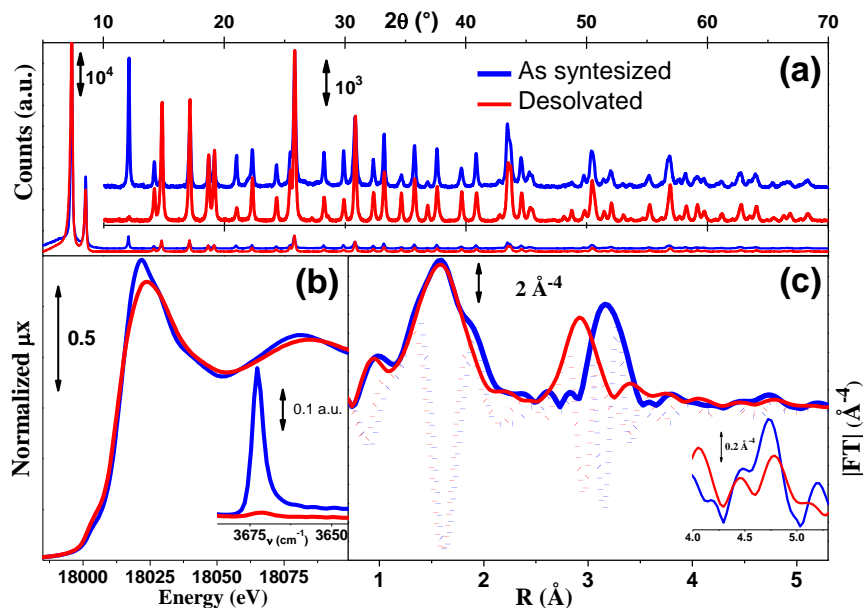 10 20 30 40 50 60 70
2θ (°)
10⁴
10³
As syntesized
Desolvated
(a)
Counts (a.u.)
(b)
0.5
0.1 a.u.
3675 3650
ν (cm⁻¹)
Normalized μx
18000 18025 18050 18075
Energy (eV)
(c)
2 Å⁻⁴
0.2 Å⁻⁴
4.0 4.5 5.0
|FT| (Å⁻⁴)
1 2 3 4 5
R (Å)